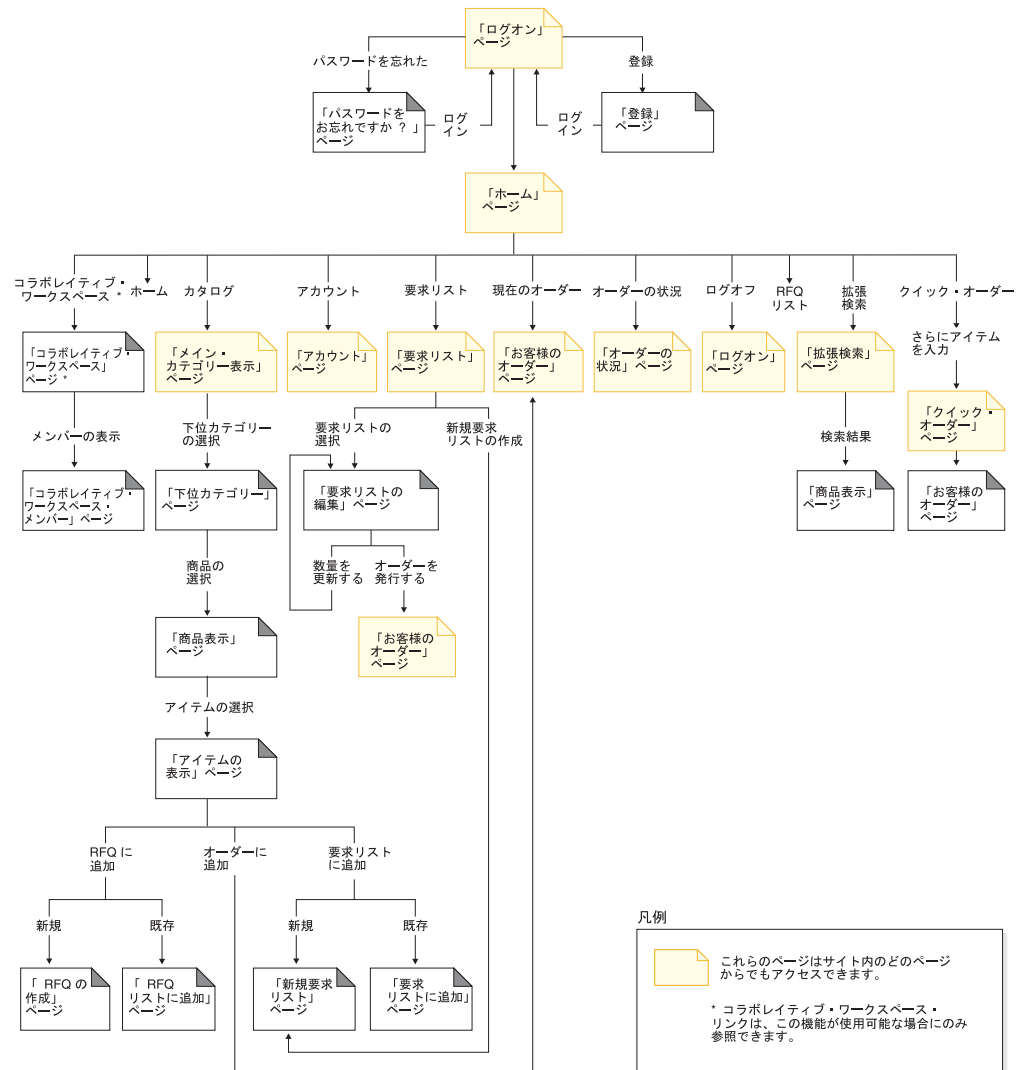 「ログオン」
ページ
パスワードを忘れた
登録
「パスワードを
お忘れですか ? 」
ページ
ログ
イン
ログ
イン
「登録」
ページ
「ホーム」
ページ
コラボレイティブ・
ワークスペース *
ホーム
カタログ
アカウント
要求リスト
現在のオーダー
オーダーの状況
ログオフ
RFQ
リスト
拡張
検索
クイック・オーダー
さらにアイテム
を入力
「コラボレイティブ・
ワークスペース」
ページ *
「メイン・
カテゴリー表示」
ページ
「アカウント」
ページ
「要求リスト」
ページ
「お客様の
オーダー」
ページ
「オーダーの
状況」ページ
「ログオン」
ページ
「拡張検索」
ページ
「クイック・
オーダー」
ページ
メンバーの表示
下位カテゴリー
の選択
要求リストの
選択
新規要求
リストの作成
検索結果
「コラボレイティブ・
ワークスペース・
メンバー」ページ
「下位カテゴリー」
ページ
「要求リストの
編集」ページ
「商品表示」
ページ
「お客様の
オーダー」
ページ
商品の
選択
数量を
更新する
オーダーを
発行する
「商品表示」
ページ
「お客様の
オーダー」
ページ
アイテムの選択
「アイテムの
表示」ページ
RFQ に
追加
オーダーに
追加
要求リスト
に追加
新規
既存
新規
既存
「 RFQ の
作成」
ページ
「 RFQ
リストに追加」
ページ
「新規要求
リスト」
ページ
「要求
リストに追加」
ページ
凡例
これらのページはサイト内のどのページ
からでもアクセスできます。
* コラボレイティブ・ワークスペース・
リンクは、この機能が使用可能な場合にのみ
参照できます。